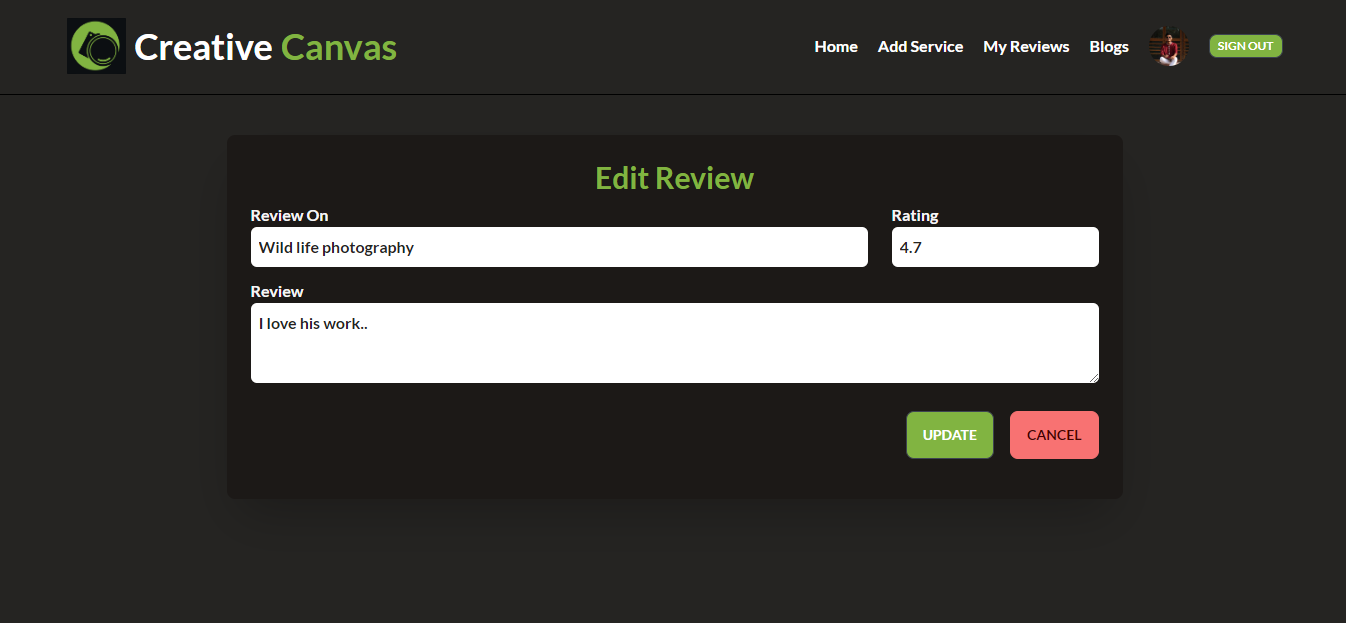 Creative Canvas
Home Add Service My Reviews Blogs SIGN OUT
Edit Review
Review On Rating
Wild life photography 4.7
Review
I love his work..
UPDATE CANCEL